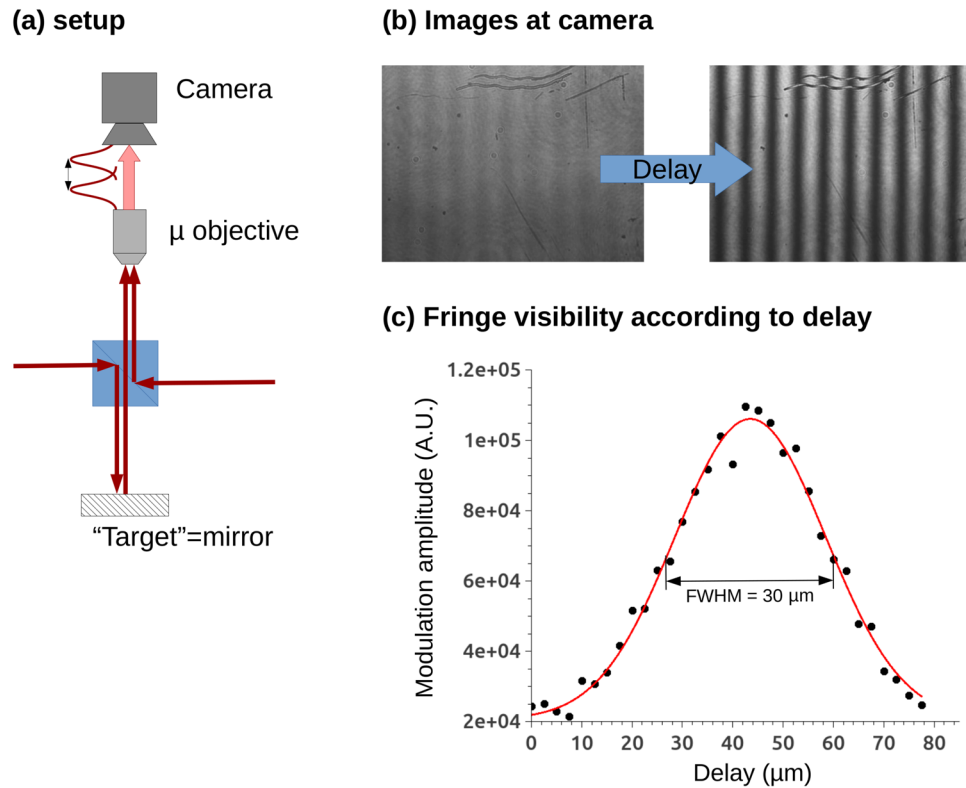 (a) setup
Camera
µ objective
“Target”=mirror
(b) Images at camera
Delay
(c) Fringe visibility according to delay
Modulation amplitude (A.U.)
1.2e+05
1e+05
8e+04
6e+04
4e+04
2e+04
FWHM = 30 µm
0 10 20 30 40 50 60 70 80
Delay (µm)